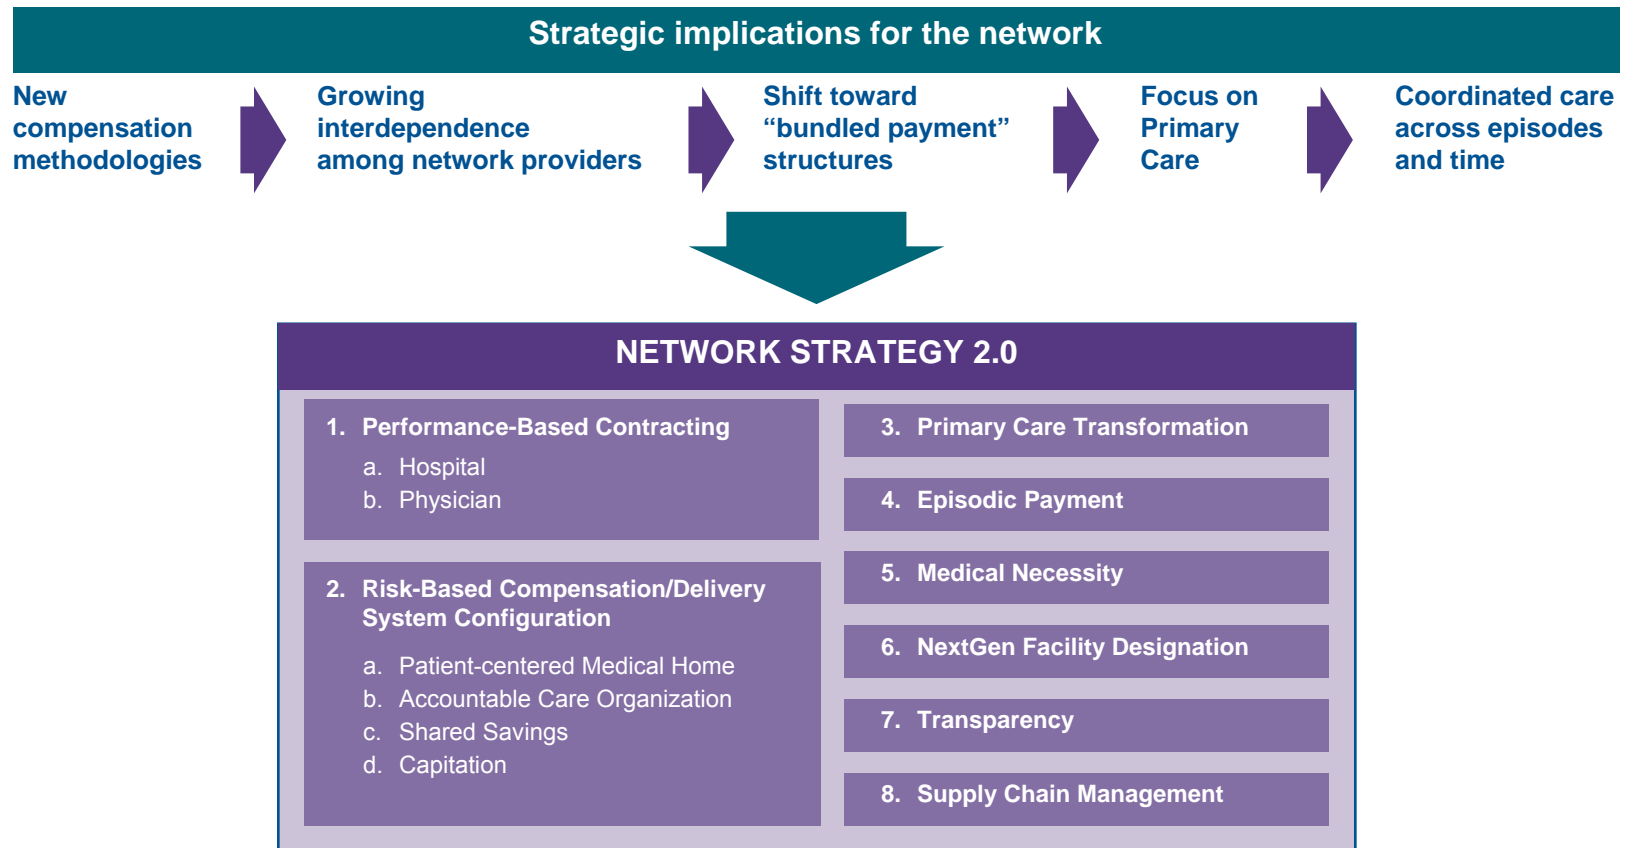 Strategic implications for the network
New
compensation
methodologies
Growing
interdependence
among network providers
Shift toward
“bundled payment”
structures
Focus on
Primary
Care
Coordinated care
across episodes
and time
NETWORK STRATEGY 2.0
1. Performance-Based Contracting
a. Hospital
b. Physician
2. Risk-Based Compensation/Delivery
System Configuration
a. Patient-centered Medical Home
b. Accountable Care Organization
c. Shared Savings
d. Capitation
3. Primary Care Transformation
4. Episodic Payment
5. Medical Necessity
6. NextGen Facility Designation
7. Transparency
8. Supply Chain Management